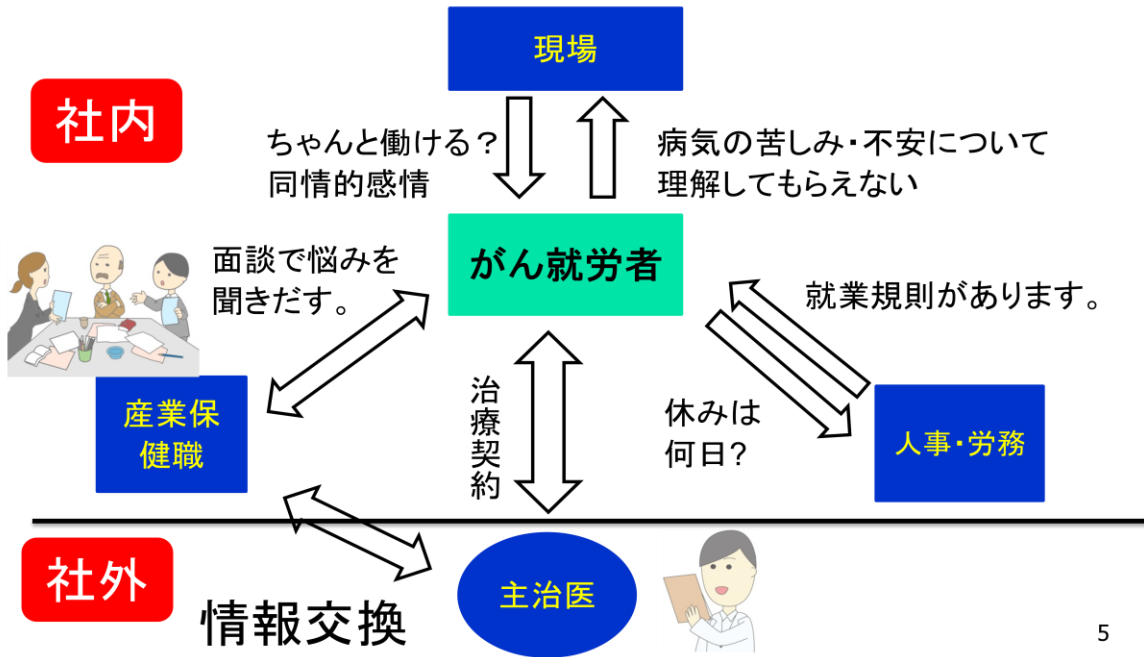 現場
社内
ちゃんと働ける？
同情的感情
病気の苦しみ・不安について
理解してもらえない
がん就労者
面談で悩みを
聞きだす。
就業規則があります。
産業保
健職
治療契約
休みは
何日？
人事・労務
社外
主治医
情報交換
5